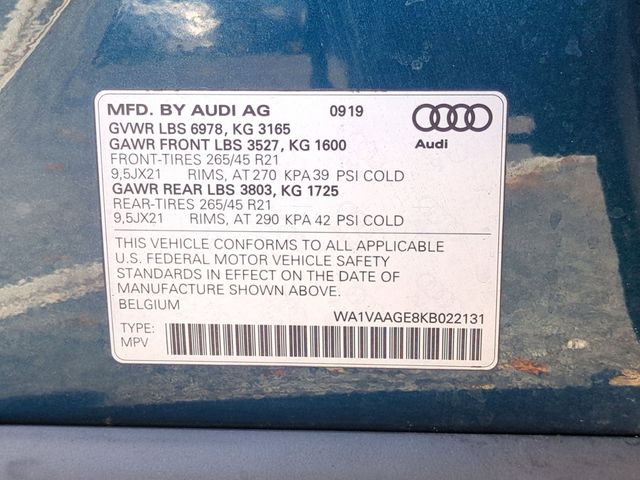 MFD. BY AUDI AG 0919
GVWR LBS 6978, KG 3165
GAWR FRONT LBS 3527, KG 1600
FRONT-TIRES 265/45 R21
9,5JX21 RIMS, AT 270 KPA 39 PSI COLD
GAWR REAR LBS 3803, KG 1725
REAR-TIRES 265/45 R21
9,5JX21 RIMS, AT 290 KPA 42 PSI COLD
Audi
THIS VEHICLE CONFORMS TO ALL APPLICABLE
U.S. FEDERAL MOTOR VEHICLE SAFETY
STANDARDS IN EFFECT ON THE DATE OF
MANUFACTURE SHOWN ABOVE.
BELGIUM
WA1VAAGE8KB022131
TYPE:
MPV